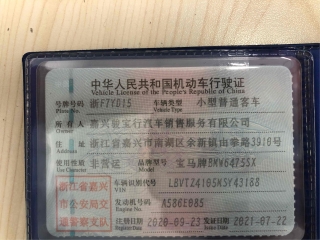 中华人民共和国机动车行驶证
Vehicle License of the People's Republic of China
号牌号码 浙F7YD15 车辆类型 小型普通客车
Plate No. Vehicle Type
所有人 嘉兴骏宝行汽车销售服务有限公司
Owner
住址 浙江省嘉兴市南湖区余新镇山拳路3910号
Address
使用性质 非营运 品牌型号 宝马牌BMW6475SX
Use Character Model
浙江省嘉兴市公安局交通警察支队
车辆识别代号 LBVTZ4105KSY43188
VIN
发动机号码 A586E085
Engine No.
注册日期 2020-09-23 发证日期 2021-07-22
Register Date Issue Date